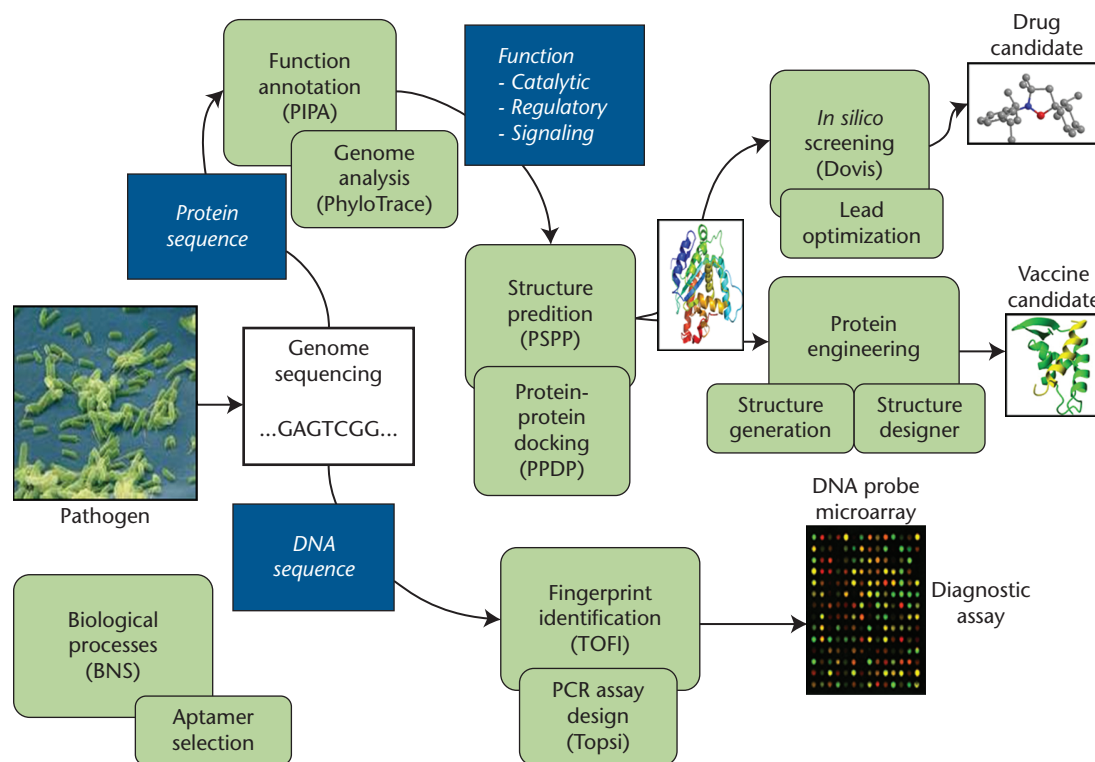 Function
annotation
(PIPA)
Genome
analysis
(PhyloTrace)
Function
- Catalytic
- Regulatory
- Signaling
In silico
screening
(Dovis)
Lead
optimization
Drug
candidate
Protein
sequence
Structure
predition
(PSPP)
Protein-
protein
docking
(PPDP)
Protein
engineering
Structure
generation
Structure
designer
Vaccine
candidate
Genome
sequencing
...GAGTCGG...
Pathogen
DNA
sequence
Fingerprint
identification
(TOFI)
PCR assay
design
(Topsi)
DNA probe
microarray
Diagnostic
assay
Biological
processes
(BNS)
Aptamer
selection